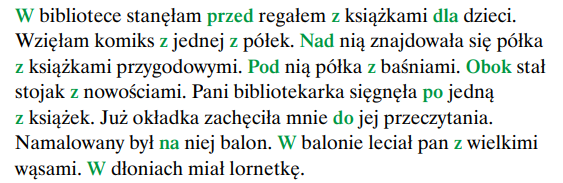 W bibliotece stanęłam przed regałem z książkami dla dzieci.
Wzięłam komiks z jednej z półek. Nad nią znajdowała się półka
z książkami przygodowymi. Pod nią półka z baśniami. Obok stał
stojak z nowościami. Pani bibliotekarka sięgnęła po jedną
z książek. Już okładka zachęciła mnie do jej przeczytania.
Namalowany był na niej balon. W balonie leciał pan z wielkimi
wąsami. W dłoniach miał lornetkę.